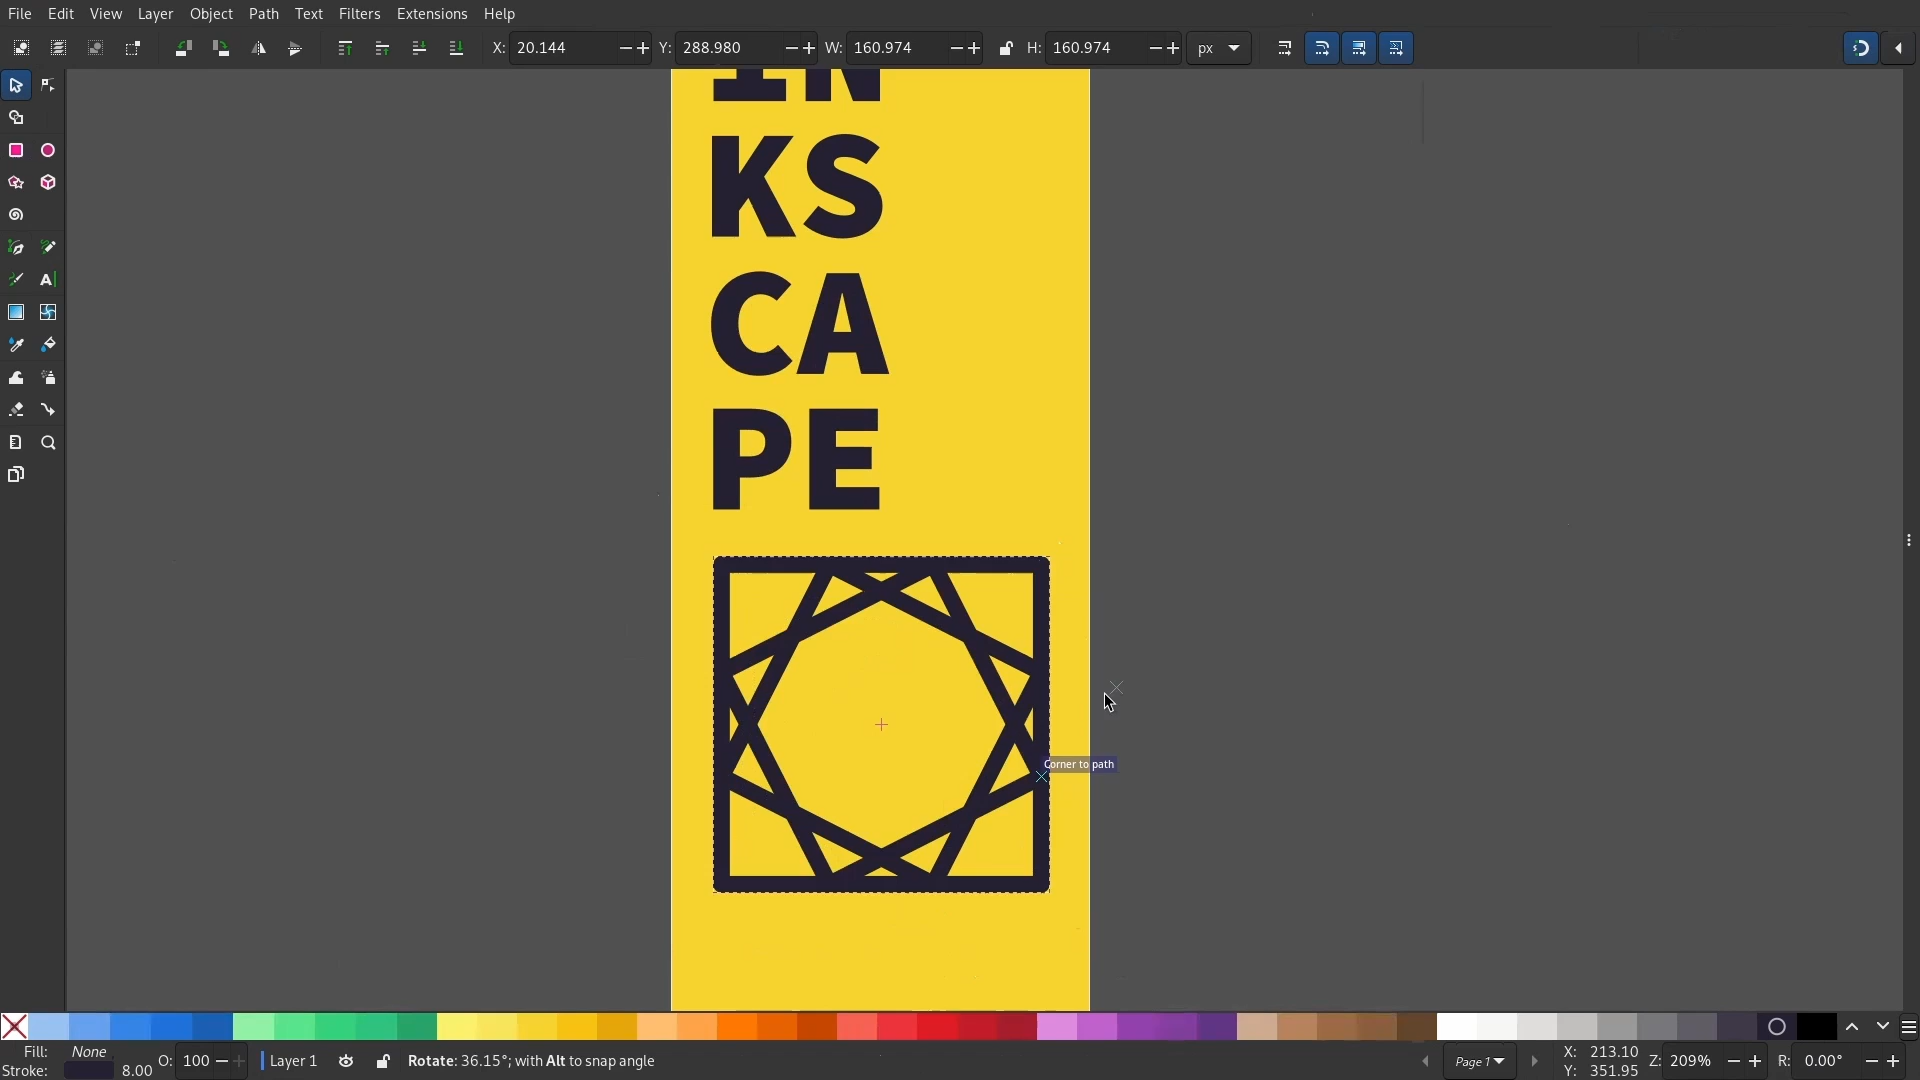 File Edit View Layer Object Path Text Filters Extensions Help
X: 20.144 Y: 288.980 W: 160.974 H: 160.974 px
KS
CA
PE
Corner to path
Fill: None O: 100 Layer 1 Rotate: 36.15°; with Alt to snap angle Page 1 X: 213.10 Z: 209% R: 0.00°
Stroke: 8.00 Y: 351.95